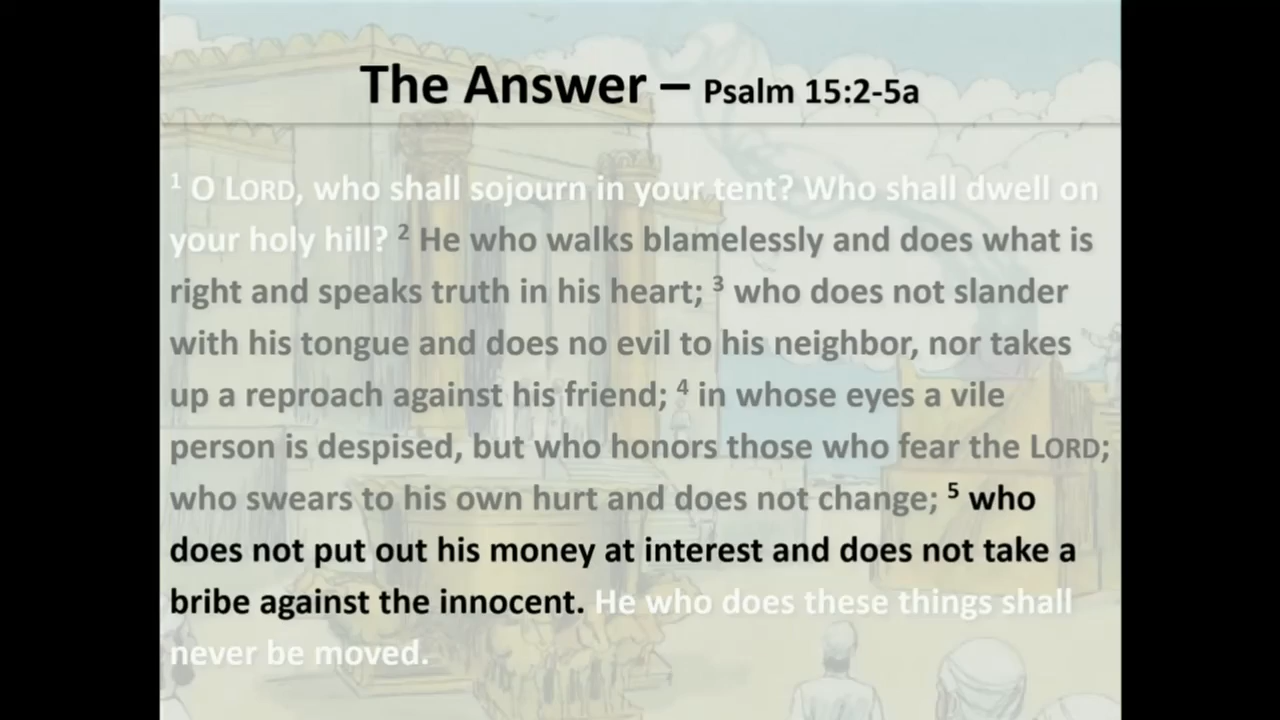 The Answer – Psalm 15:2-5a
1 O LORD, who shall sojourn in your tent? Who shall dwell on
your holy hill? 2 He who walks blamelessly and does what is
right and speaks truth in his heart; 3 who does not slander
with his tongue and does no evil to his neighbor, nor takes
up a reproach against his friend; 4 in whose eyes a vile
person is despised, but who honors those who fear the LORD;
who swears to his own hurt and does not change; 5 who
does not put out his money at interest and does not take a
bribe against the innocent. He who does these things shall
never be moved.